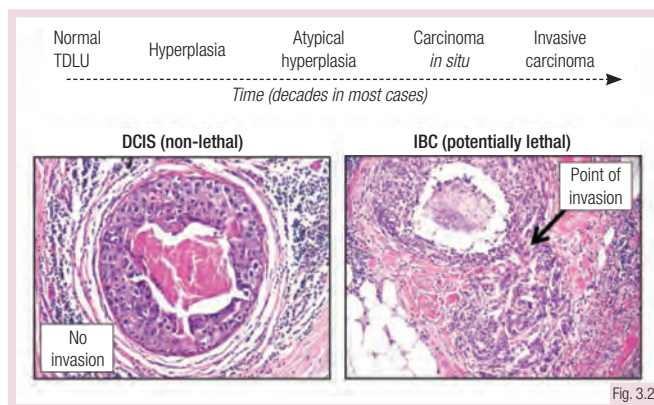 Normal
TDLU
Hyperplasia
Atypical
hyperplasia
Carcinoma
in situ
Invasive
carcinoma
Time (decades in most cases)
DCIS (non-lethal)
IBC (potentially lethal)
No
invasion
Point of
invasion
Fig. 3.2